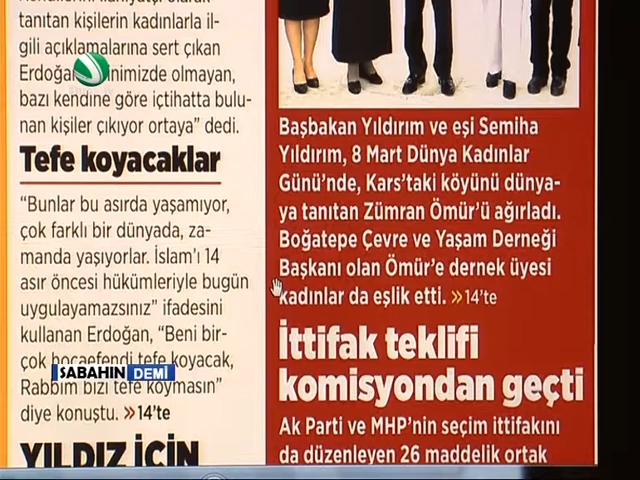 tanıtan kişilerin kadınlarla il-
gili açıklamalarına sert çıkan
Erdoğan
inimizde olmayan,
bazı kendine göre içtihatta bulu-
nan kişiler çıkıyor ortaya” dedi.
Tefe koyacaklar
“Bunlar bu asırda yaşamıyor,
çok farklı bir dünyada, za-
manda yaşıyorlar. İslam’ı 14
asır öncesi hükümleriyle bugün
uygulayamazsınız” ifadesini
kullanan Erdoğan, “Beni bir-
çok hocaefendi tefe koyacak,
Rabbim bizi tefe koymasın”
diye konuştu. »14’te
YILDIZ İÇİN
SABAHIN DEMİ
Başbakan Yıldırım ve eşi Semiha
Yıldırım, 8 Mart Dünya Kadınlar
Günü’nde, Kars’taki köyünü dünya-
ya tanıtan Zümran Ömür’ü ağırladı.
Boğatepe Çevre ve Yaşam Derneği
Başkanı olan Ömür’e dernek üyesi
kadınlar da eşlik etti. »14’te
İttifak teklifi
komisyondan geçti
Ak Parti ve MHP’nin seçim ittifakını
da düzenleyen 26 maddelik ortak